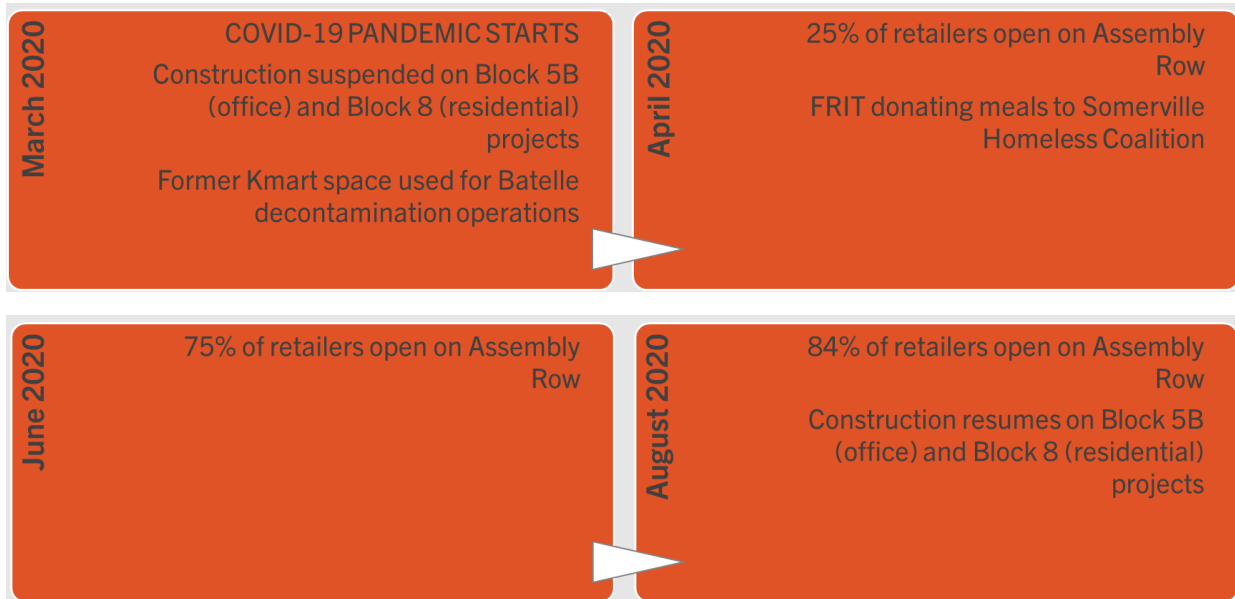 March 2020
COVID-19 PANDEMIC STARTS
Construction suspended on Block 5B
(office) and Block 8 (residential)
projects
Former Kmart space used for Batelle
decontamination operations
April 2020
25% of retailers open on Assembly
Row
FRIT donating meals to Somerville
Homeless Coalition
June 2020
75% of retailers open on Assembly
Row
August 2020
84% of retailers open on Assembly
Row
Construction resumes on Block 5B
(office) and Block 8 (residential)
projects